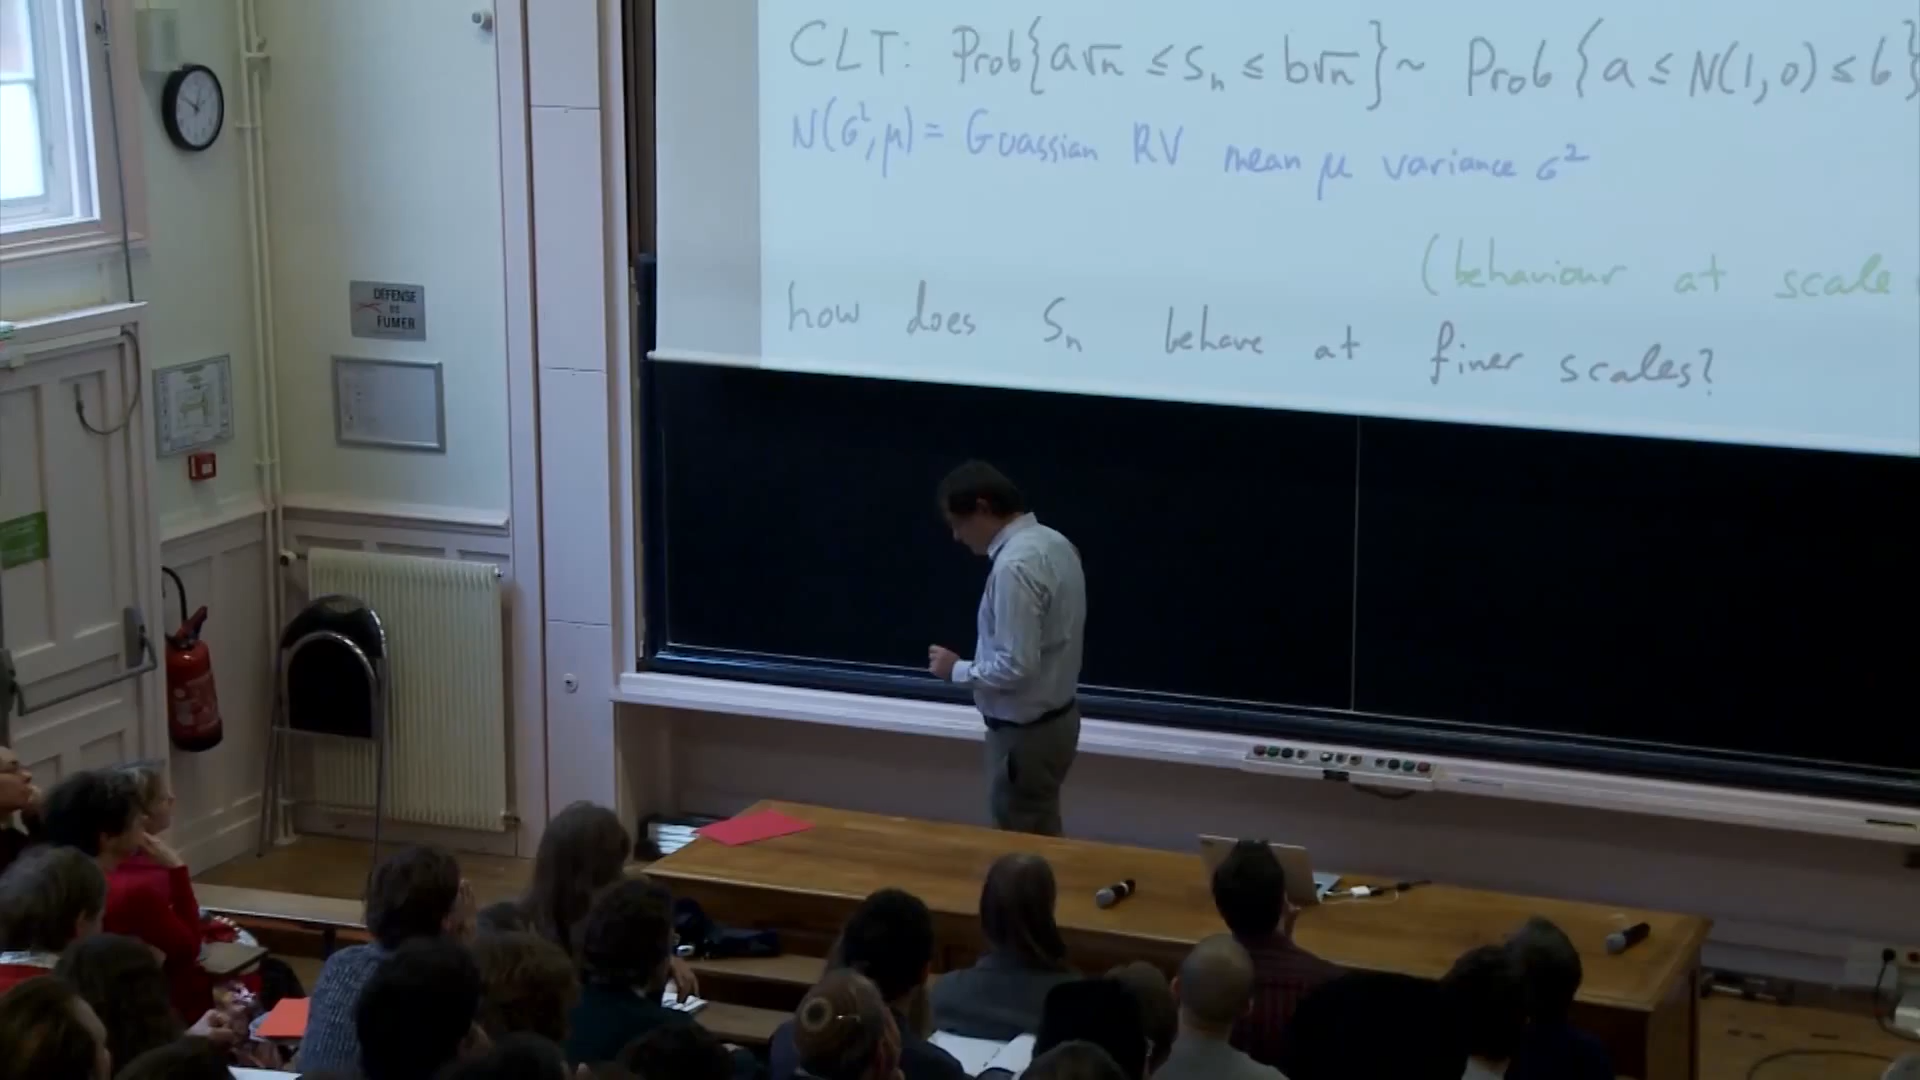 CLT: Prob{a√n ≤ Sn ≤ b√n} ~ Prob {a ≤ N(1, 0) ≤ b}
N(σ², μ) = Guassian RV mean μ variance σ²
(behaviour at scale
how does Sn behave at finer scales?
DÉFENSE
DE
FUMER